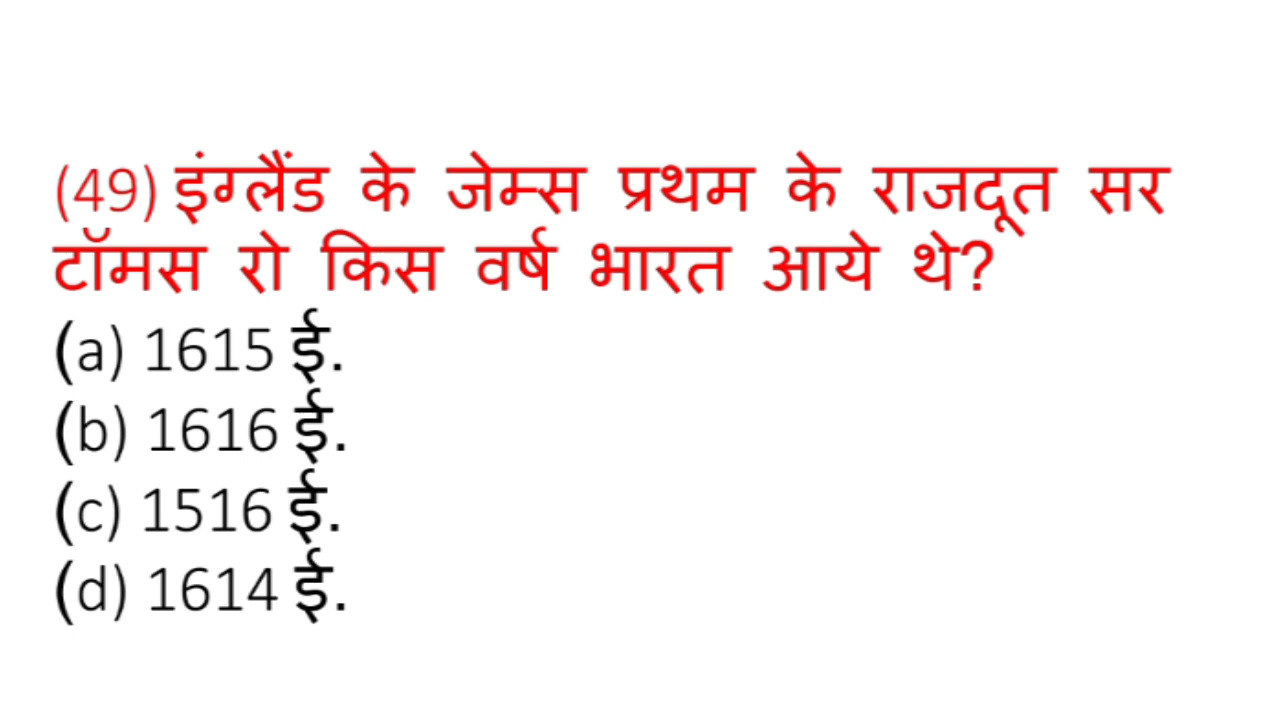 (49) इंग्लैंड के जेम्स प्रथम के राजदूत सर
टॉमस रो किस वर्ष भारत आये थे?
(a) 1615 ई.
(b) 1616 ई.
(c) 1516 ई.
(d) 1614 ई.